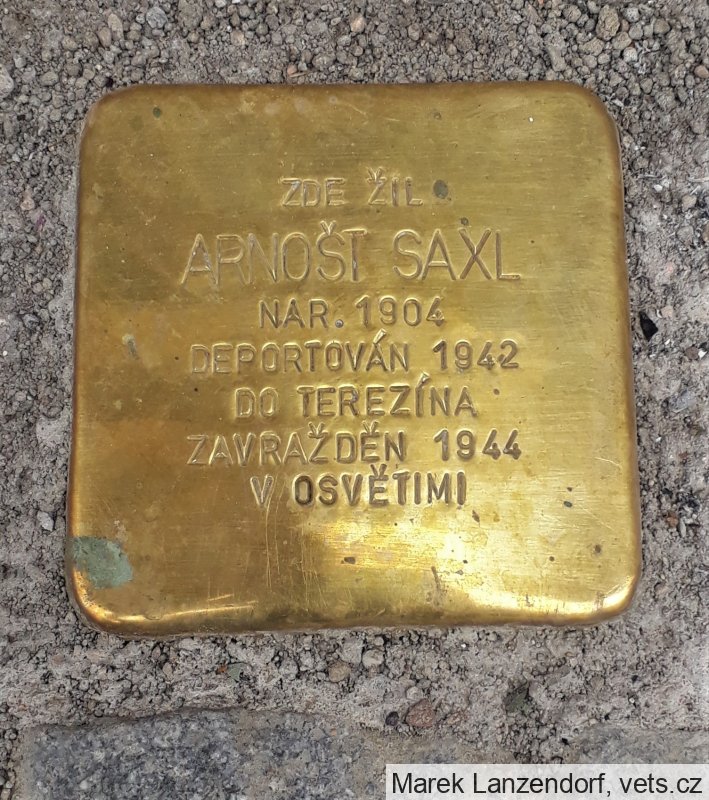 ZDE ŽIL
ARNOŠT SAXL
NAR. 1904
DEPORTOVÁN 1942
DO TEREZÍNA
ZAVRAŽDĚN 1944
V OSVĚTIMI
Marek Lanzendorf, vets.cz